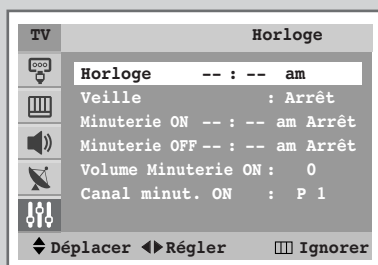 TV Horloge
Horloge -- : -- am
Veille : Arrêt
Minuterie ON -- : -- am Arrêt
Minuterie OFF -- : -- am Arrêt
Volume Minuterie ON : 0
Canal minut. ON : P 1
Déplacer Régler Ignorer